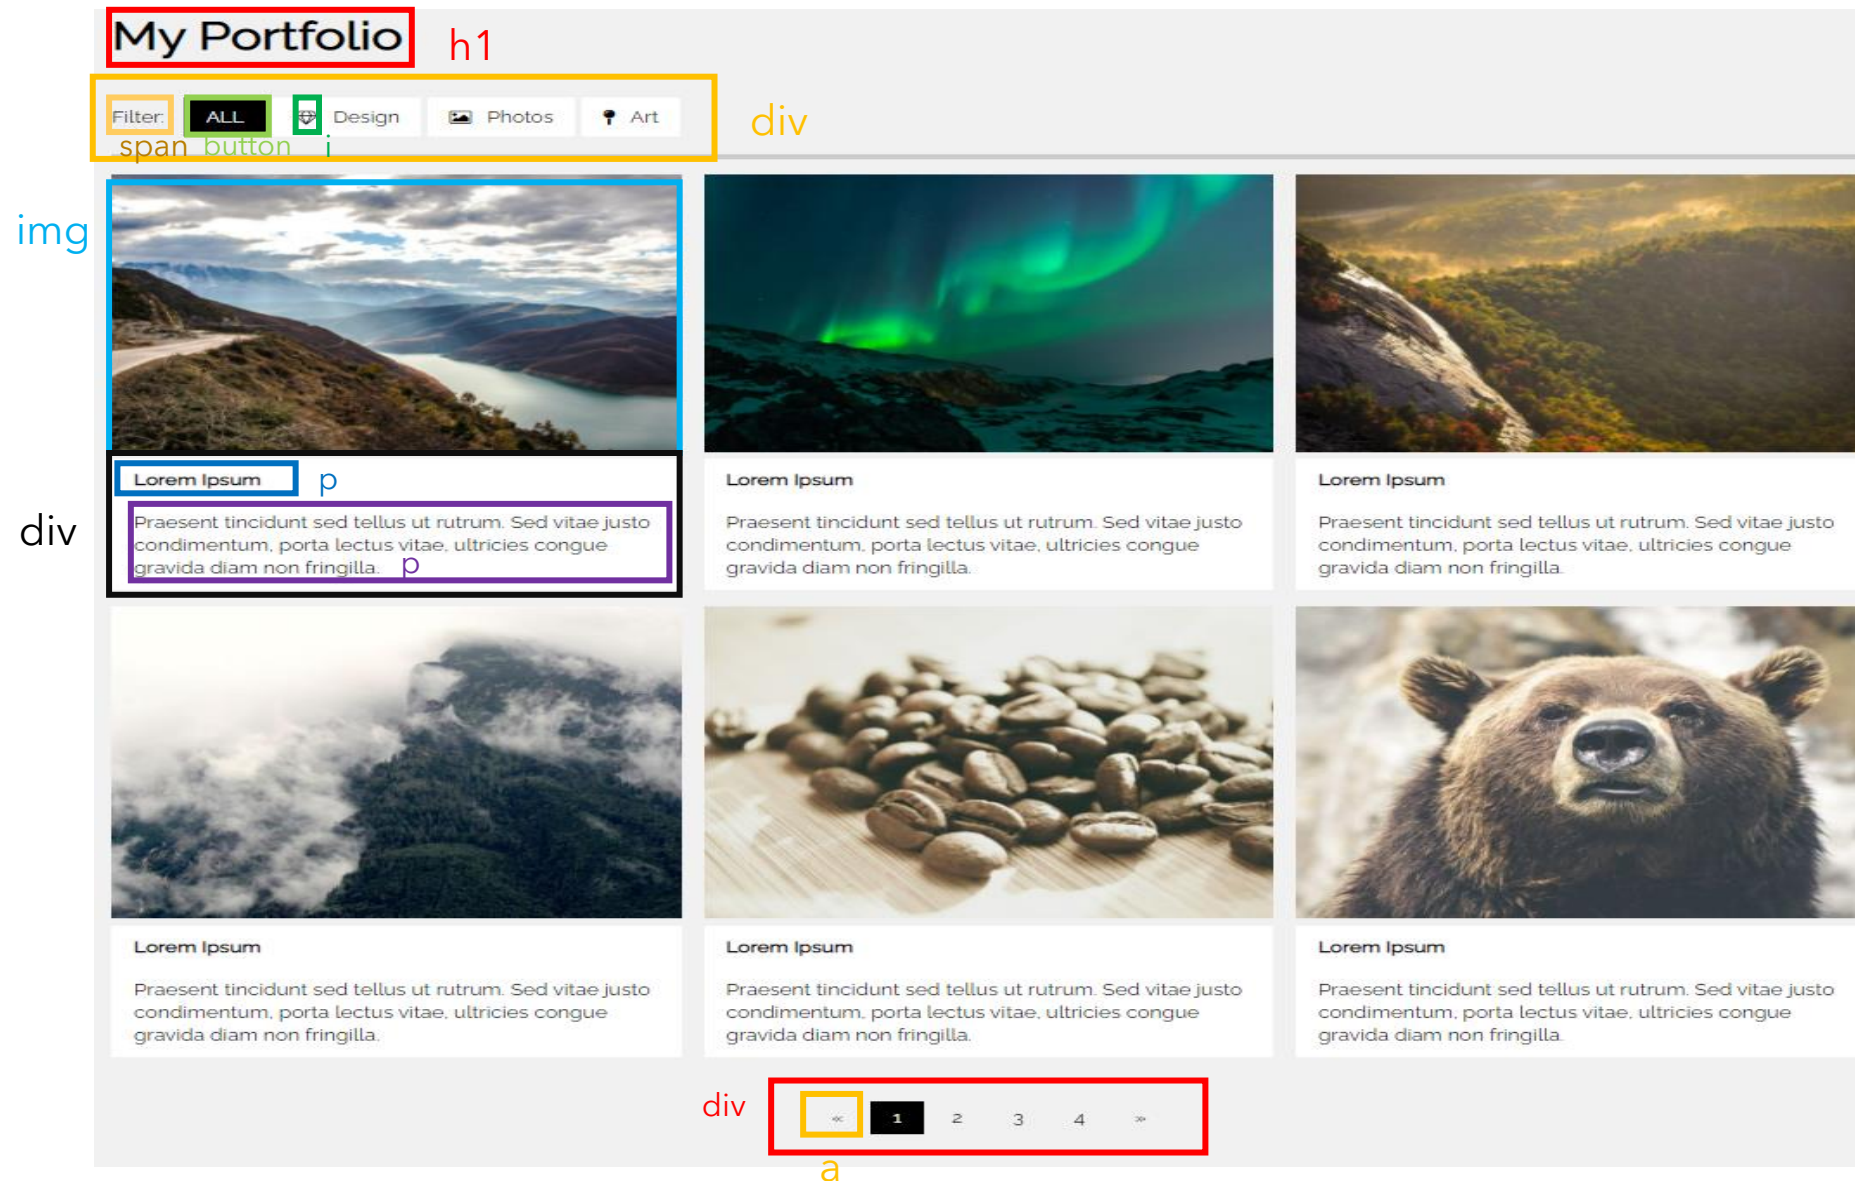 My Portfolio
h1
Filter:
ALL
Design
Photos
Art
div
span
button
i
img
Lorem Ipsum
p
Praesent tincidunt sed tellus ut rutrum. Sed vitae justo
condimentum, porta lectus vitae, ultricies congue
gravida diam non fringilla.
p
div
Lorem Ipsum
Praesent tincidunt sed tellus ut rutrum. Sed vitae justo
condimentum, porta lectus vitae, ultricies congue
gravida diam non fringilla.
Lorem Ipsum
Praesent tincidunt sed tellus ut rutrum. Sed vitae justo
condimentum, porta lectus vitae, ultricies congue
gravida diam non fringilla.
Lorem Ipsum
Praesent tincidunt sed tellus ut rutrum. Sed vitae justo
condimentum, porta lectus vitae, ultricies congue
gravida diam non fringilla.
Lorem Ipsum
Praesent tincidunt sed tellus ut rutrum. Sed vitae justo
condimentum, porta lectus vitae, ultricies congue
gravida diam non fringilla.
Lorem Ipsum
Praesent tincidunt sed tellus ut rutrum. Sed vitae justo
condimentum, porta lectus vitae, ultricies congue
gravida diam non fringilla.
div
« 1 2 3 4 »
a